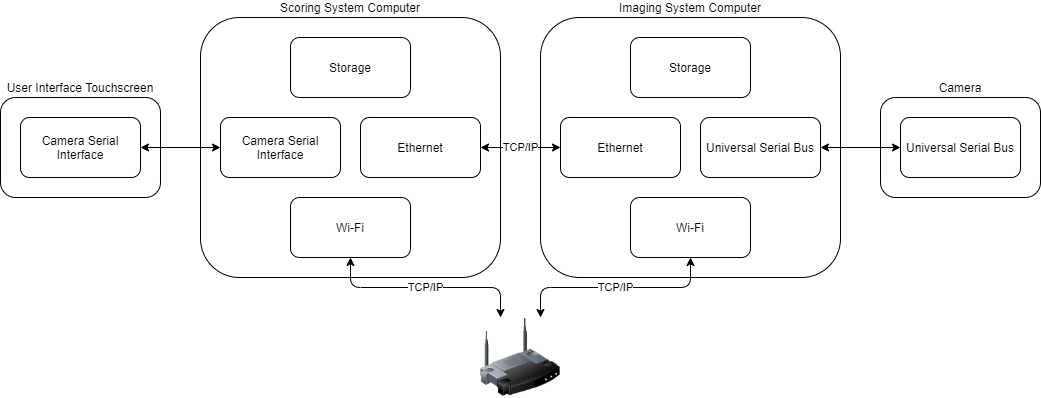 Scoring System Computer
Imaging System Computer
User Interface Touchscreen
Camera
Storage
Storage
Camera Serial
Interface
Camera Serial
Interface
Ethernet
TCP/IP
Ethernet
Universal Serial Bus
Universal Serial Bus
Wi-Fi
Wi-Fi
TCP/IP
TCP/IP